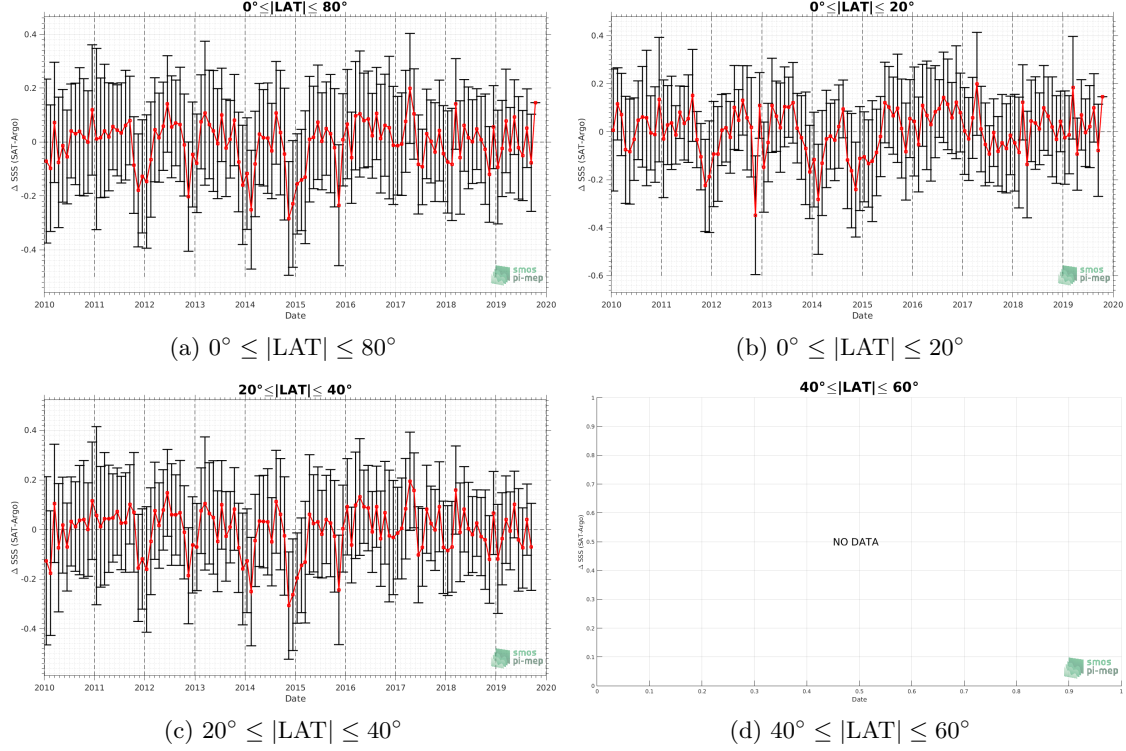 0°≤|LAT|≤ 80°
Δ SSS (SAT-Argo)
0.4
0.2
0
-0.2
-0.4
2010 2011 2012 2013 2014 2015 2016 2017 2018 2019 2020
Date
smos
pi-mep
(a) 0° ≤ |LAT| ≤ 80°
0°≤|LAT|≤ 20°
Δ SSS (SAT-Argo)
0.4
0.2
0
-0.2
-0.4
-0.6
2010 2011 2012 2013 2014 2015 2016 2017 2018 2019 2020
Date
smos
pi-mep
(b) 0° ≤ |LAT| ≤ 20°
20°≤|LAT|≤ 40°
Δ SSS (SAT-Argo)
0.4
0.2
0
-0.2
-0.4
2010 2011 2012 2013 2014 2015 2016 2017 2018 2019 2020
Date
smos
pi-mep
(c) 20° ≤ |LAT| ≤ 40°
40°≤|LAT|≤ 60°
Δ SSS (SAT-Argo)
1
0.9
0.8
0.7
0.6
0.5
0.4
0.3
0.2
0.1
0
NO DATA
0 0.1 0.2 0.3 0.4 0.5 0.6 0.7 0.8 0.9 1
Date
smos
pi-mep
(d) 40° ≤ |LAT| ≤ 60°